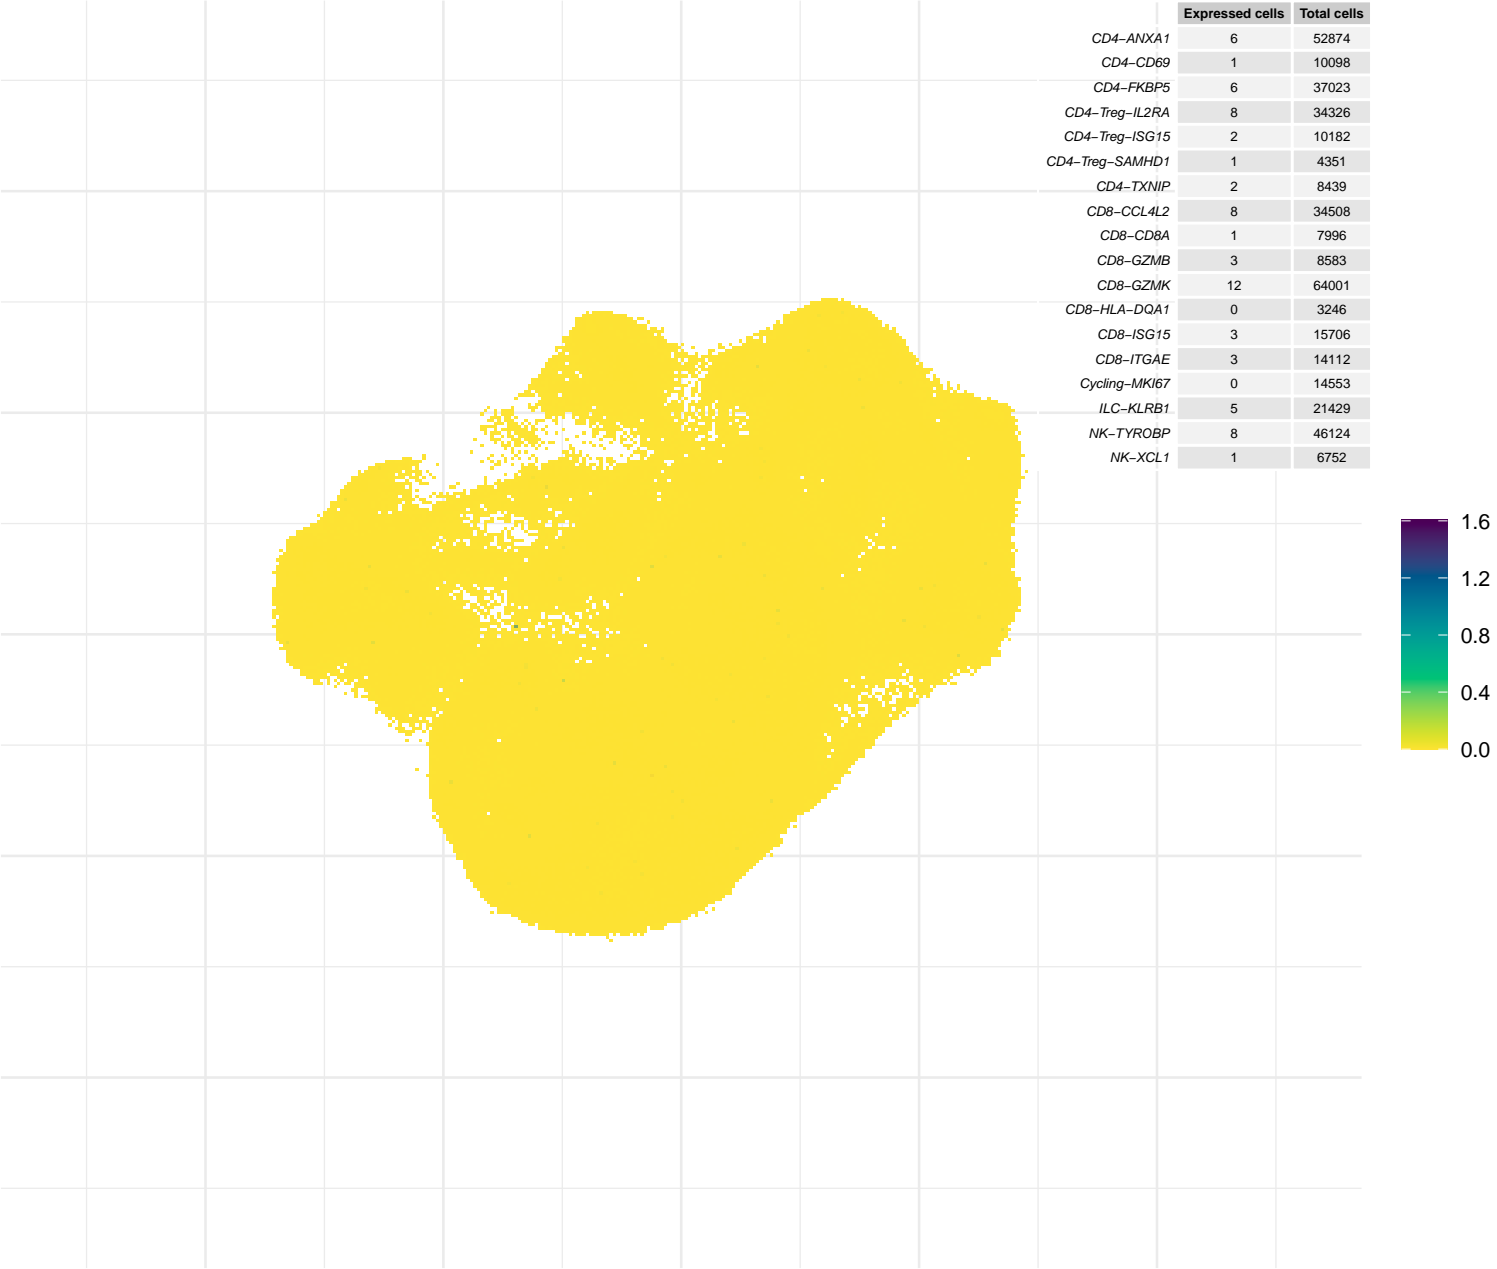 Expressed cells Total cells
CD4−ANXA1 6 52874
CD4−CD69 1 10098
CD4−FKBP5 6 37023
CD4−Treg−IL2RA 8 34326
CD4−Treg−ISG15 2 10182
CD4−Treg−SAMHD1 1 4351
CD4−TXNIP 2 8439
CD8−CCL4L2 8 34508
CD8−CD8A 1 7996
CD8−GZMB 3 8583
CD8−GZMK 12 64001
CD8−HLA−DQA1 0 3246
CD8−ISG15 3 15706
CD8−ITGAE 3 14112
Cycling−MKI67 0 14553
ILC−KLRB1 5 21429
NK−TYROBP 8 46124
NK−XCL1 1 6752
1.6
1.2
0.8
0.4
0.0